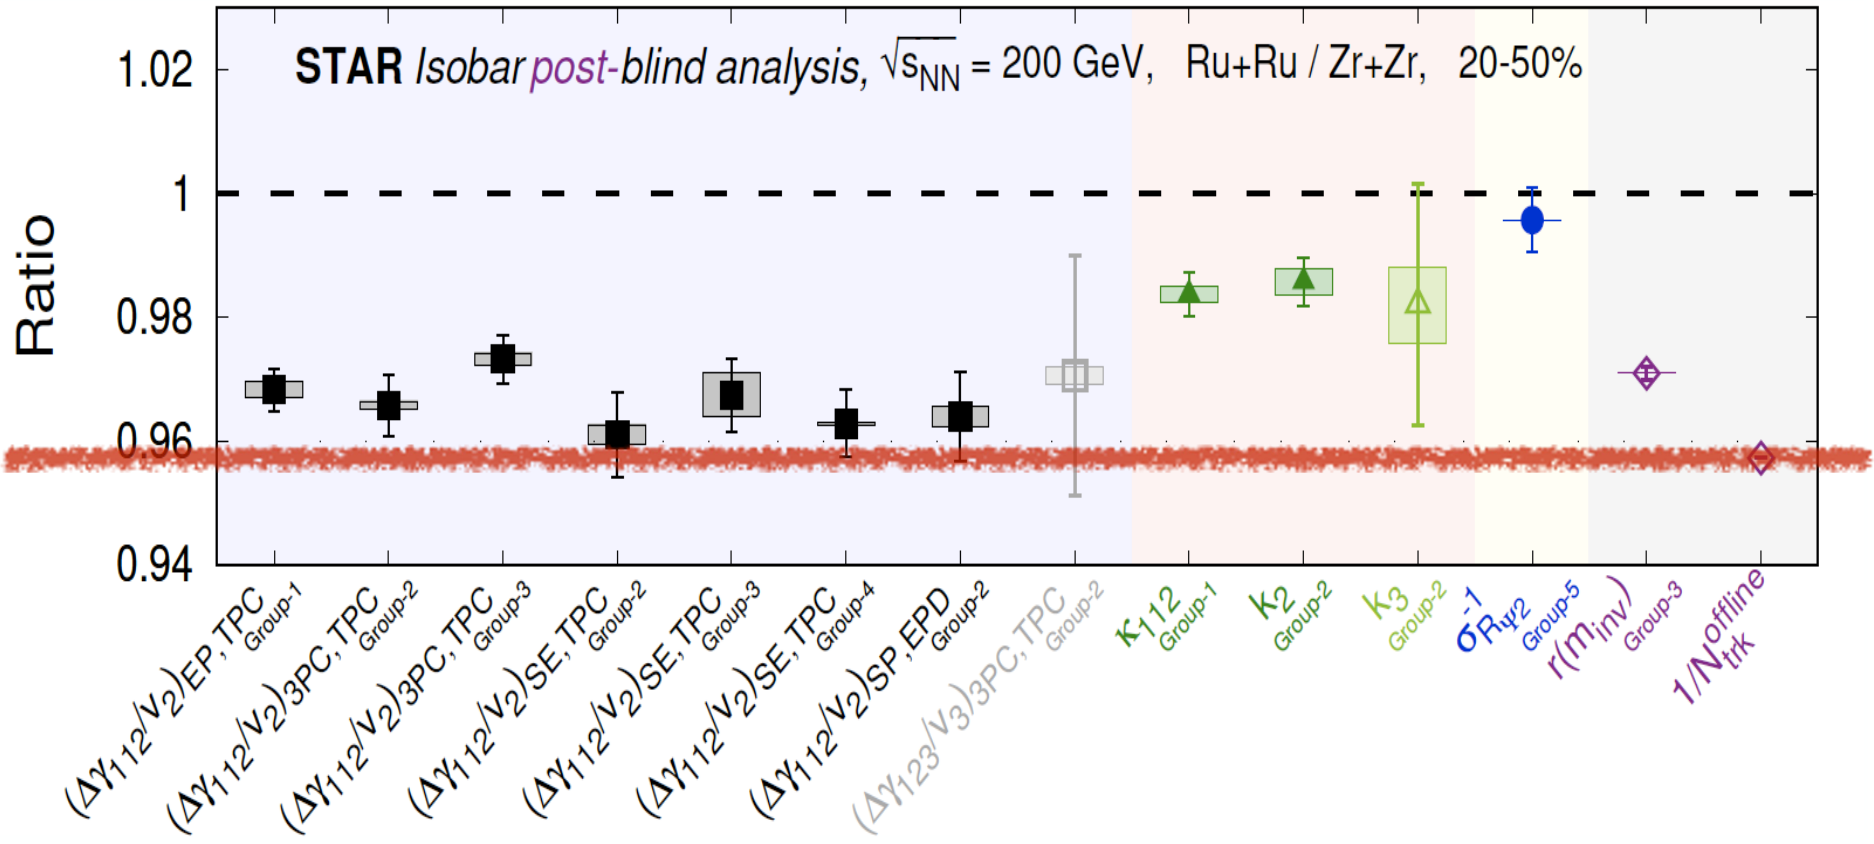 STAR Isobar post-blind analysis, √sNN = 200 GeV, Ru+Ru / Zr+Zr, 20-50%
Ratio
1.02
1
0.98
0.96
0.94
(Δγ112/v2)EP,TPC Group-1
(Δγ112/v2)3PC,TPC Group-2
(Δγ112/v2)3PC,TPC Group-3
(Δγ112/v2)SE,TPC Group-2
(Δγ112/v2)SE,TPC Group-3
(Δγ112/v2)SE,TPC Group-4
(Δγ112/v2)SP,EPD Group-2
(Δγ123/v3)3PC,TPC Group-2
κ112 Group-1
k2 Group-2
k3 Group-2
σ-1RΨ2 Group-5
r(minv) Group-3
1/Ntrkoffline